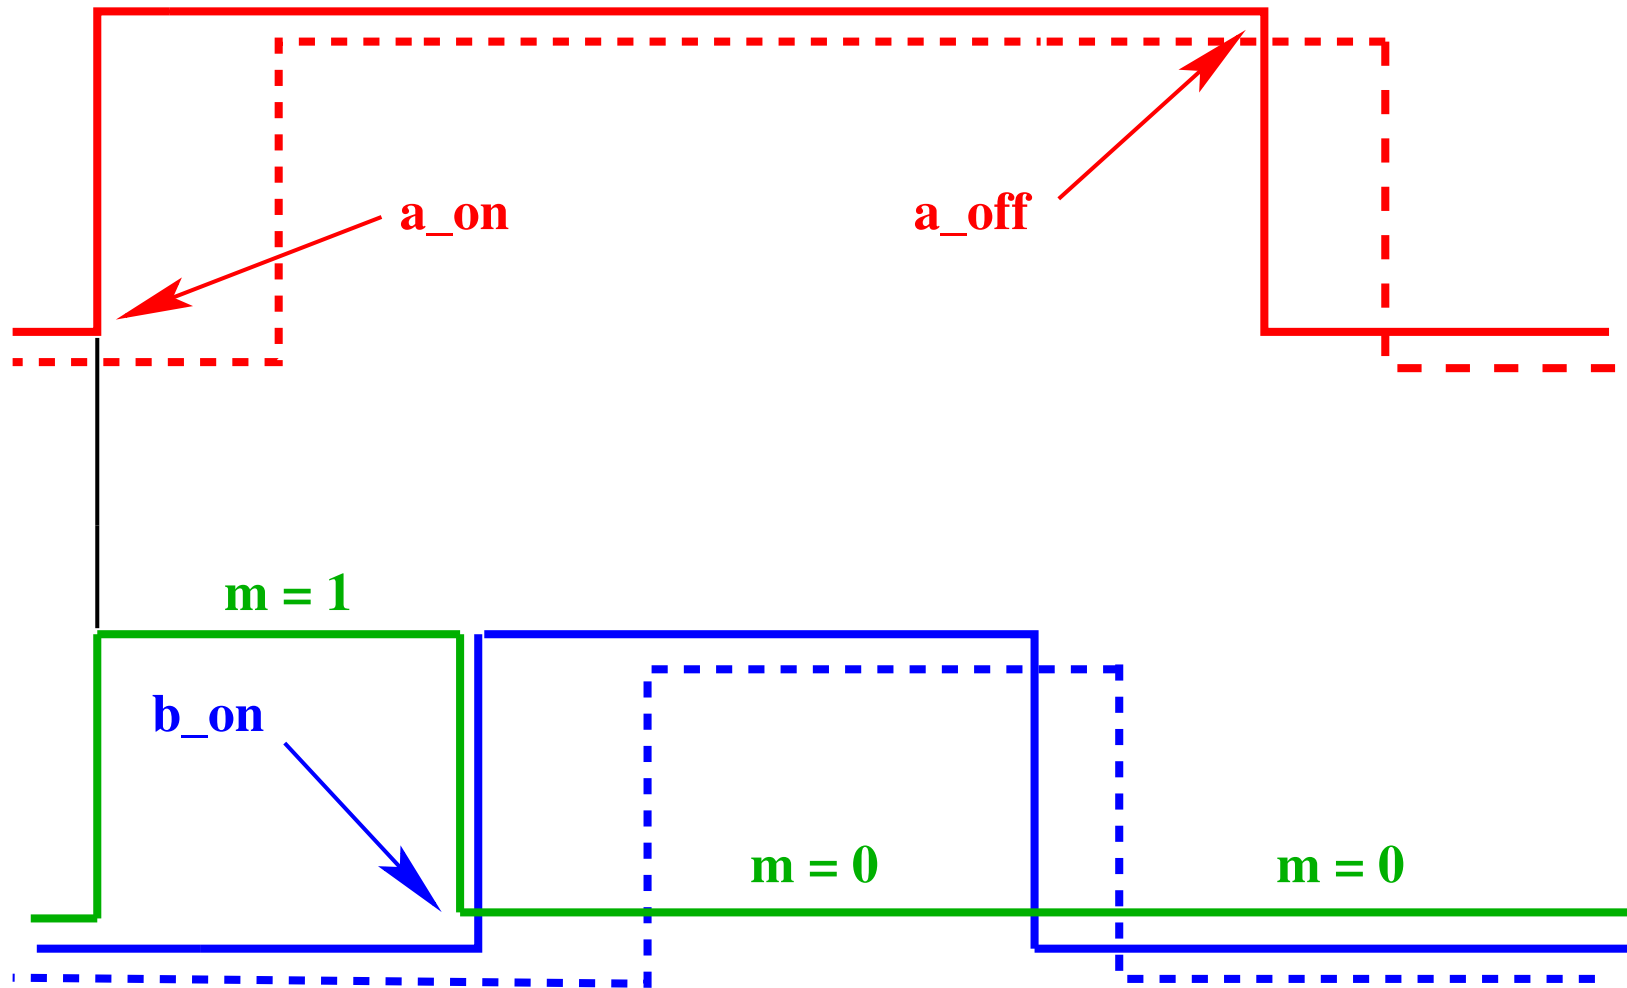 a_on
a_off
m = 1
b_on
m = 0
m = 0